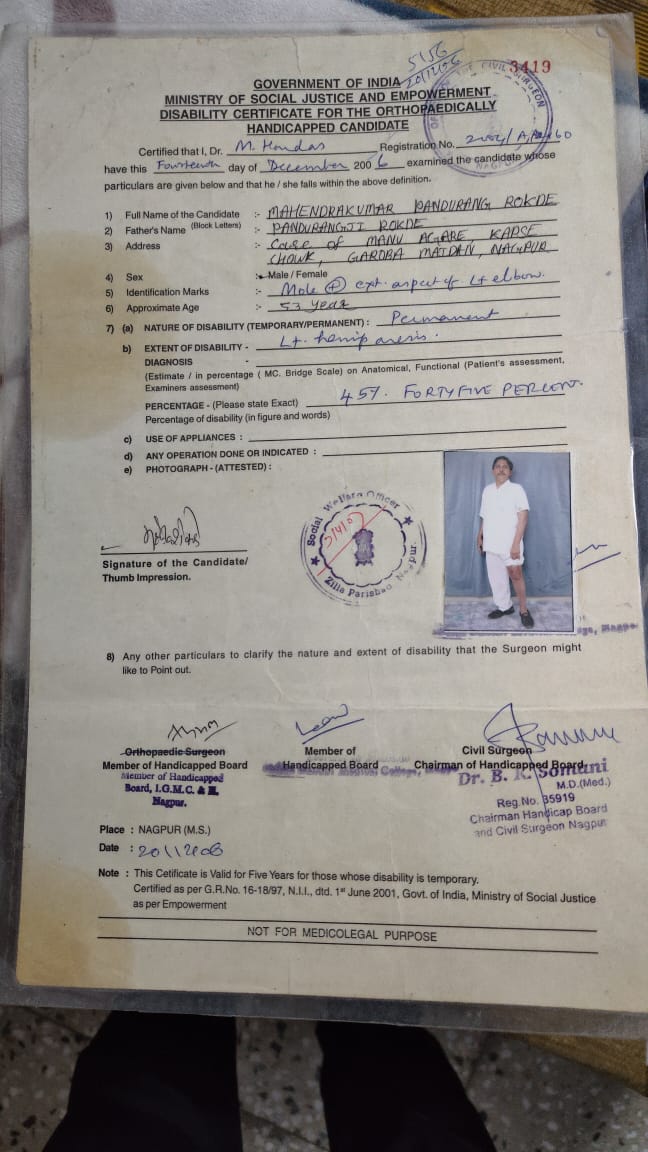 5156
3419
20/12/06
GOVERNMENT OF INDIA
MINISTRY OF SOCIAL JUSTICE AND EMPOWERMENT
DISABILITY CERTIFICATE FOR THE ORTHOPAEDICALLY
HANDICAPPED CANDIDATE
Certified that I, Dr. M. Registration No.
have this Fourteenth day of December 2006 examined the candidate whose
particulars are given below and that he / she falls within the above definition.
1) Full Name of the Candidate :- MAHENDRAKUMAR PANDURANG ROKDE
(Block Letters)
2) Father's Name :- PANDURANGJI ROKDE
3) Address :- Case of MANU AGARE KAPSE
CHOWK, GAROBA MAIDAN, NAGPUR
4) Sex :- Male / Female
5) Identification Marks :- Mole (+) ext. aspect of Lt elbow.
6) Approximate Age :- 53 year
7) (a) NATURE OF DISABILITY (TEMPORARY/PERMANENT) : Permanent
b) EXTENT OF DISABILITY - Lt. hemiparesis.
DIAGNOSIS -
(Estimate / in percentage ( MC. Bridge Scale) on Anatomical, Functional (Patient's assessment,
Examiners assessment)
PERCENTAGE - (Please state Exact) 45% FORTYFIVE PERCENT.
Percentage of disability (in figure and words)
c) USE OF APPLIANCES :
d) ANY OPERATION DONE OR INDICATED :
e) PHOTOGRAPH - (ATTESTED) :
Social Welfare Officer
Zilla Parishad Nagpur.
Signature of the Candidate/
Thumb Impression.
8) Any other particulars to clarify the nature and extent of disability that the Surgeon might
like to Point out.
Orthopaedic Surgeon Member of Civil Surgeon
Member of Handicapped Board Handicapped Board Chairman of Handicapped Board
Member of Handicapped
Board, I.G.M.C. & H.
Nagpur.
Dr. B. K. Somani
M.D.(Med.)
Reg.No. 35919
Chairman Handicap Board
and Civil Surgeon Nagpur
Place : NAGPUR (M.S.)
Date :
Note : This Cetificate is Valid for Five Years for those whose disability is temporary.
Certified as per G.R.No. 16-18/97, N.I.I., dtd. 1st June 2001, Govt. of India, Ministry of Social Justice
as per Empowerment
NOT FOR MEDICOLEGAL PURPOSE